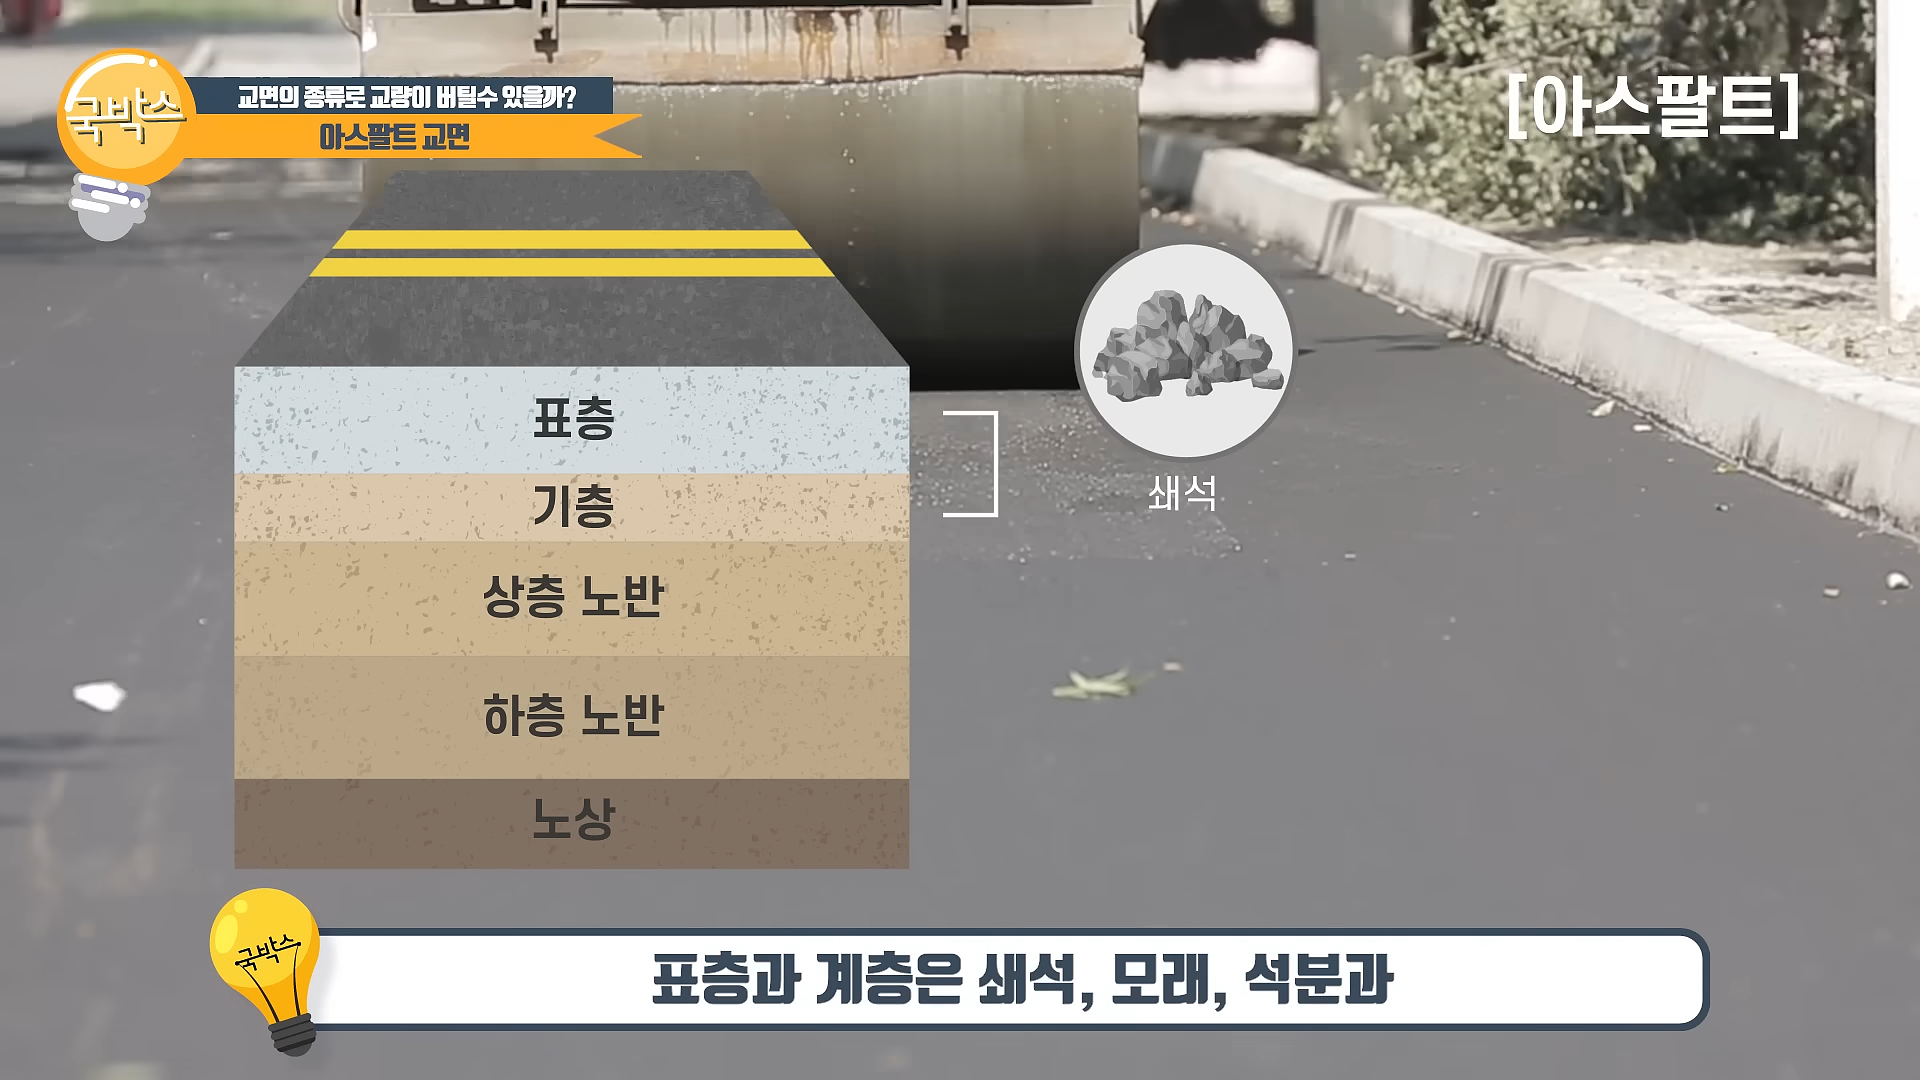 국박스
교면의 종류로 교량이 버틸수 있을까?
아스팔트 교면
[아스팔트]
표층
기층
상층 노반
하층 노반
노상
쇄석
국박스
표층과 계층은 쇄석, 모래, 석분과